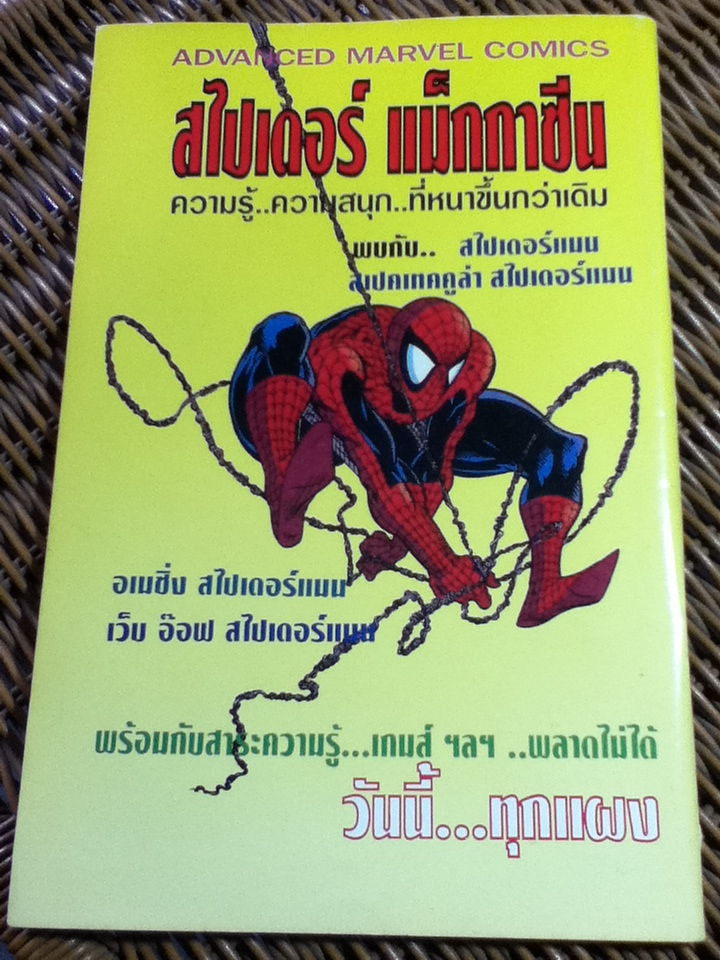 ADVANCED MARVEL COMICS
สไปเดอร์ แม็กกาซีน
ความรู้..ความสนุก..ที่หนาขึ้นกว่าเดิม
พบกับ.. สไปเดอร์แมน
สเปคเทคคูล่า สไปเดอร์แมน
อเมซิ่ง สไปเดอร์แมน
เว็บ อ๊อฟ สไปเดอร์แมน
พร้อมกับสาระความรู้...เกมส์ ฯลฯ ..พลาดไม่ได้
วันนี้...ทุกแผง